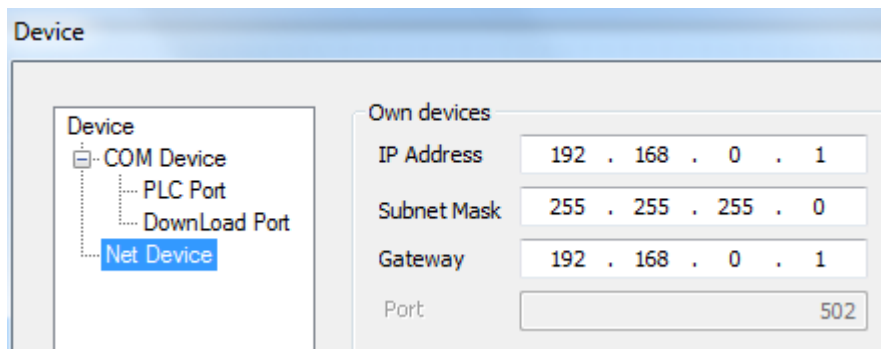 Device
Device
COM Device
PLC Port
DownLoad Port
Net Device
Own devices
IP Address 192 . 168 . 0 . 1
Subnet Mask 255 . 255 . 255 . 0
Gateway 192 . 168 . 0 . 1
Port 502